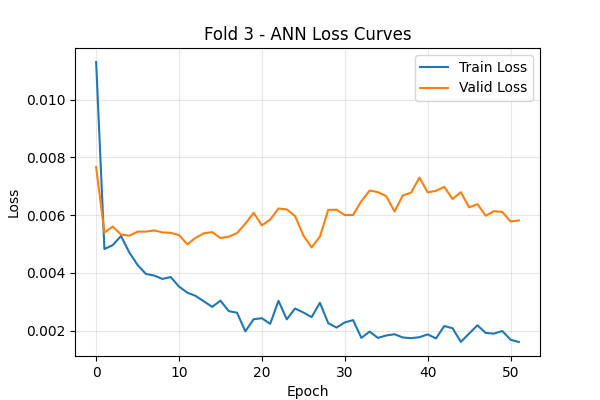 Fold 3 - ANN Loss Curves
Train Loss
Valid Loss
0.010
0.008
0.006
0.004
0.002
Loss
0 10 20 30 40 50
Epoch